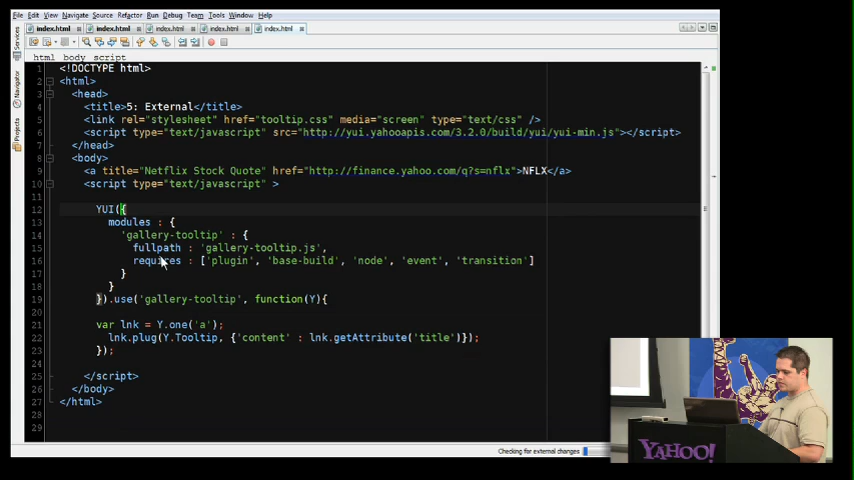 File Edit View Navigate Source Refactor Run Debug Team Tools Window Help
index.html index.html index.html index.html index.html
html body script
Services
Navigator
Projects
1 <!DOCTYPE html>
2 <html>
3 <head>
4 <title>5: External</title>
5 <link rel="stylesheet" href="tooltip.css" media="screen" type="text/css" />
6 <script type="text/javascript" src="http://yui.yahooapis.com/3.2.0/build/yui/yui-min.js"></script>
7 </head>
8 <body>
9 <a title="Netflix Stock Quote" href="http://finance.yahoo.com/q?s=nflx">NFLX</a>
10 <script type="text/javascript" >
11
12 YUI({
13 modules : {
14 'gallery-tooltip' : {
15 fullpath : 'gallery-tooltip.js',
16 requires : ['plugin', 'base-build', 'node', 'event', 'transition']
17 }
18 }
19 }).use('gallery-tooltip', function(Y){
20
21 var lnk = Y.one('a');
22 lnk.plug(Y.Tooltip, {'content' : lnk.getAttribute('title')});
23 });
24
25 </script>
26 </body>
27 </html>
28
29
Checking for external changes
YAHOO!